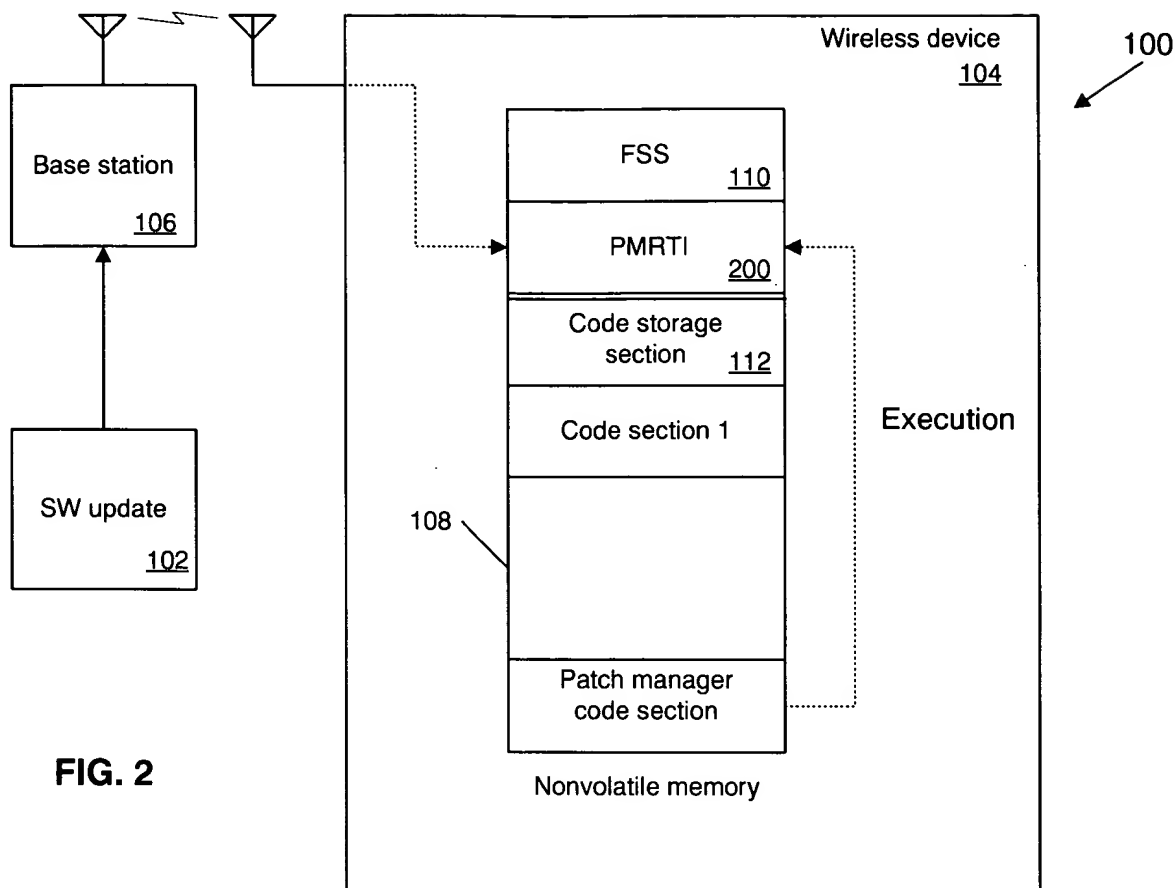 Wireless device
104
100
Base station
106
SW update
102
FSS
110
PMRTI
200
Code storage
section
112
Code section 1
Execution
108
Patch manager
code section
Nonvolatile memory
FIG. 2